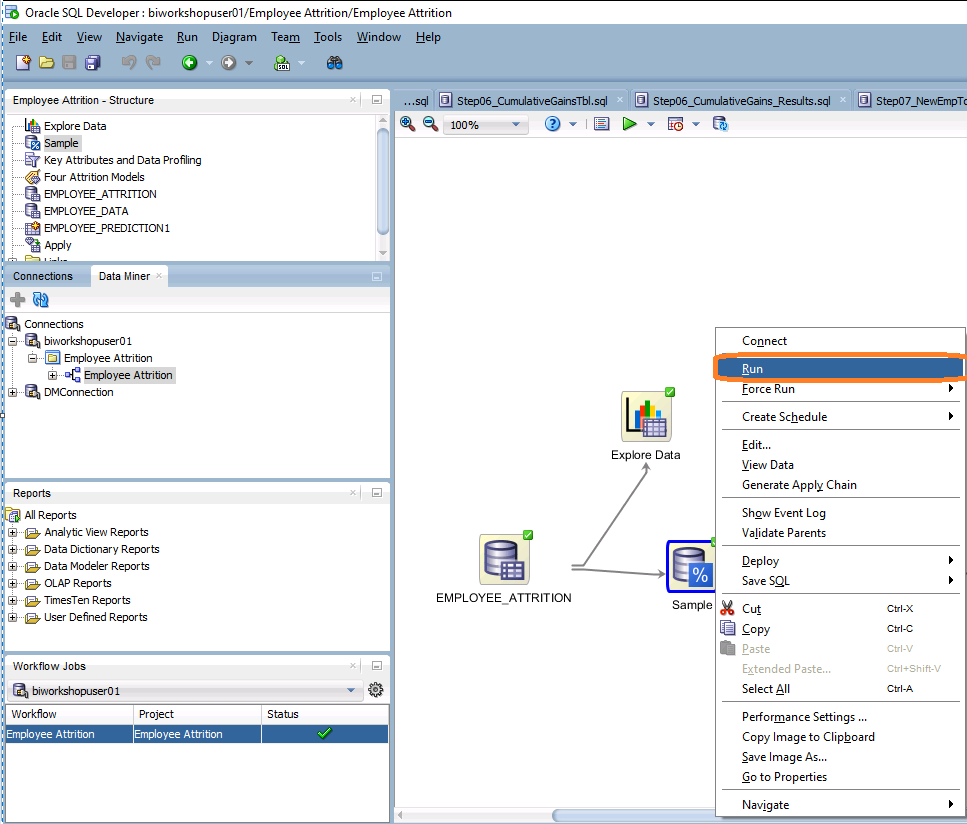 Oracle SQL Developer : biworkshopuser01/Employee Attrition/Employee Attrition
File Edit View Navigate Run Diagram Team Tools Window Help
SQL
Employee Attrition - Structure
Explore Data
Sample
Key Attributes and Data Profiling
Four Attrition Models
EMPLOYEE_ATTRITION
EMPLOYEE_DATA
EMPLOYEE_PREDICTION1
Apply
Links
Connections Data Miner
Connections
biworkshopuser01
Employee Attrition
Employee Attrition
DMConnection
Reports
All Reports
Analytic View Reports
Data Dictionary Reports
Data Modeler Reports
OLAP Reports
TimesTen Reports
User Defined Reports
Workflow Jobs
biworkshopuser01
Workflow Project Status
Employee Attrition Employee Attrition
...sql Step06_CumulativeGainsTbl.sql Step06_CumulativeGains_Results.sql Step07_NewEmpTo
100%
Explore Data
EMPLOYEE_ATTRITION
%
Sample
Connect
Run
Force Run
Create Schedule
Edit...
View Data
Generate Apply Chain
Show Event Log
Validate Parents
Deploy
Save SQL
Cut Ctrl-X
Copy Ctrl-C
Paste Ctrl-V
Extended Paste... Ctrl+Shift-V
Select All Ctrl-A
Performance Settings ...
Copy Image to Clipboard
Save Image As...
Go to Properties
Navigate